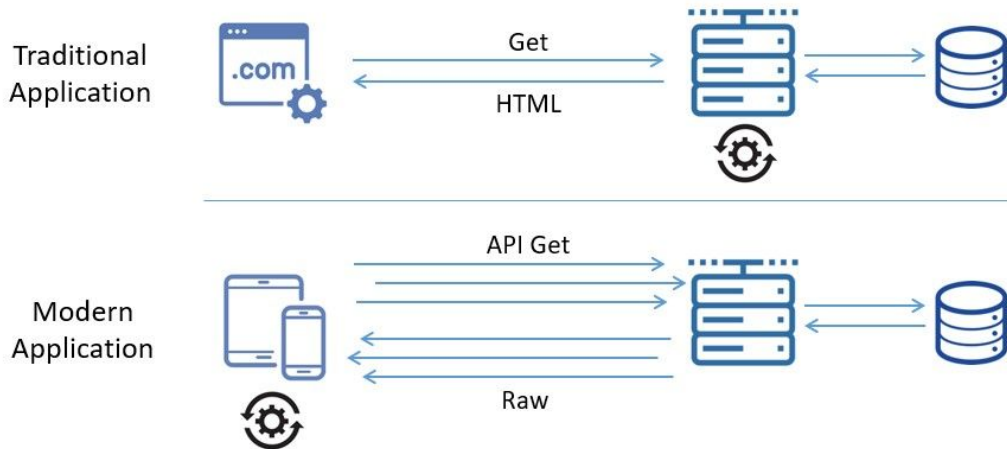 Traditional
Application
.com
Get
HTML
Modern
Application
API Get
Raw